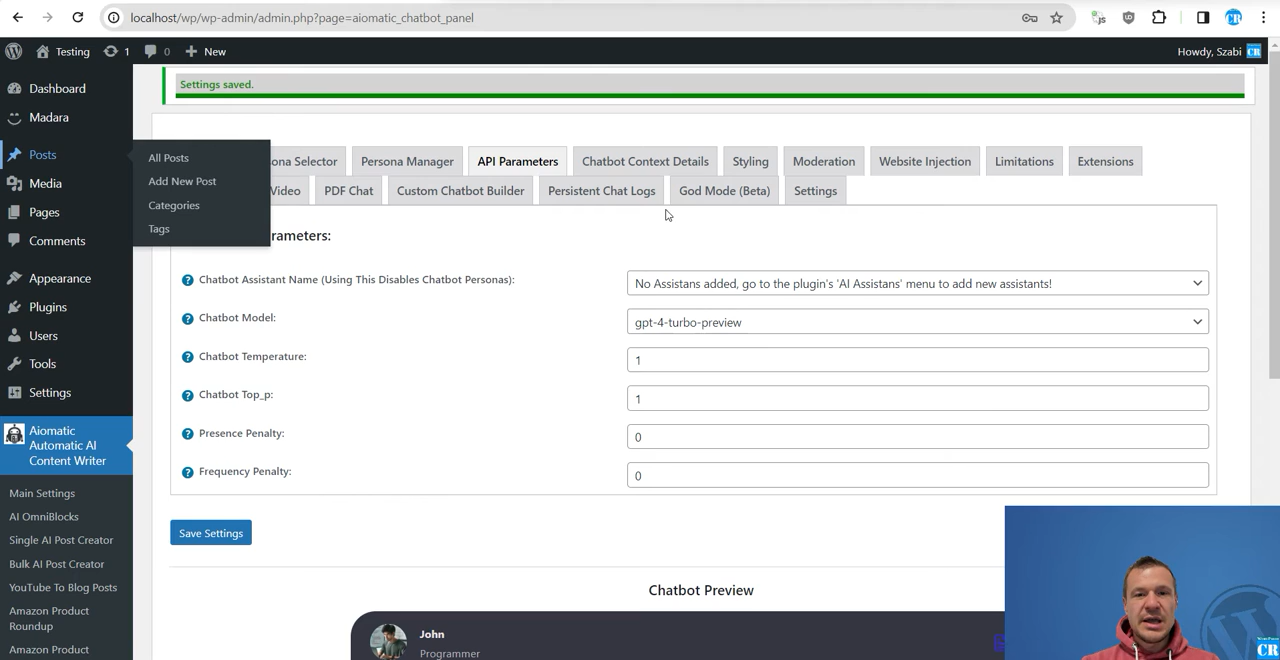 localhost/wp/wp-admin/admin.php?page=aiomatic_chatbot_panel
Testing 1 0 New
Howdy, Szabi
Settings saved.
Dashboard
Madara
Posts
Media
Pages
Comments
Appearance
Plugins
Users
Tools
Settings
Aiomatic
Automatic AI
Content Writer
Main Settings
AI OmniBlocks
Single AI Post Creator
Bulk AI Post Creator
YouTube To Blog Posts
Amazon Product
Roundup
Amazon Product
All Posts
Add New Post
Categories
Tags
ona Selector Persona Manager API Parameters Chatbot Context Details Styling Moderation Website Injection Limitations Extensions
Video PDF Chat Custom Chatbot Builder Persistent Chat Logs God Mode (Beta) Settings
rameters:
Chatbot Assistant Name (Using This Disables Chatbot Personas):
No Assistans added, go to the plugin's 'AI Assistans' menu to add new assistants!
Chatbot Model:
gpt-4-turbo-preview
Chatbot Temperature:
1
Chatbot Top_p:
1
Presence Penalty:
0
Frequency Penalty:
0
Save Settings
Chatbot Preview
John
Programmer
CR